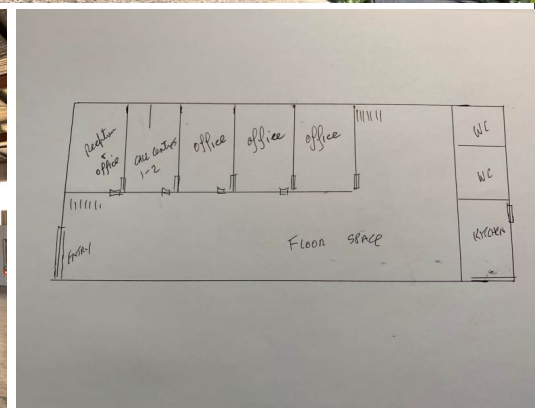 Reception
&
office
Call Centres
1-2
office
office
office
WC
WC
KITCHEN
ENTRY
FLOOR SPACE